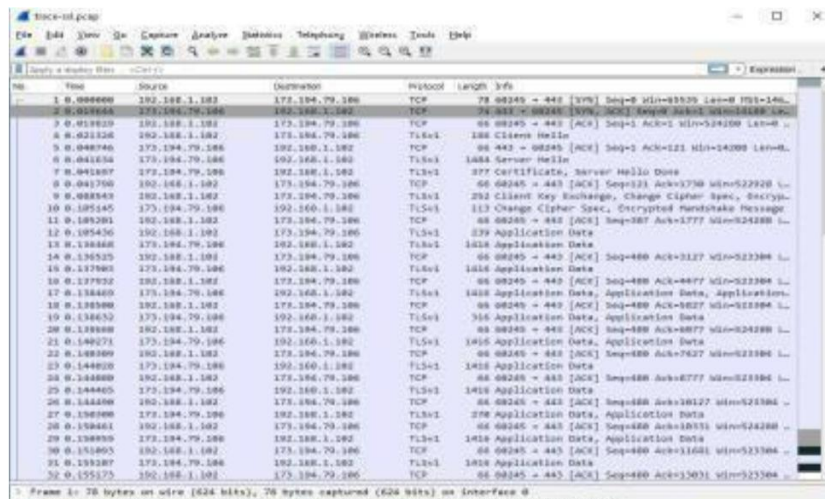 trace-ssl.pcap
File Edit View Go Capture Analyze Statistics Telephony Wireless Tools Help
Apply a display filter ... <Ctrl-/> Expression...
No. Time Source Destination Protocol Length Info
1 0.000000 192.168.1.102 173.194.79.106 TCP 78 60245 → 443 [SYN] Seq=0 Win=65535 Len=0 MSS=146…
2 173.194.79.106 192.168.1.102 TCP 74 443 → 60245 [SYN, ACK] Seq=0 Ack=1 Win=14180 Le…
3 192.168.1.102 173.194.79.106 TCP 66 60245 → 443 [ACK] Seq=1 Ack=1 Win=524280 Len=0 …
4 0.021328 192.168.1.102 173.194.79.106 TLSv1 Client Hello
5 0.040746 173.194.79.106 192.168.1.102 TCP 66 443 → 60245 [ACK] Seq=1 Ack=121 Win=14208 Len=0…
6 0.041634 173.194.79.106 192.168.1.102 TLSv1 1484 Server Hello
7 0.041697 173.194.79.106 192.168.1.102 TLSv1 377 Certificate, Server Hello Done
8 0.041798 192.168.1.102 173.194.79.106 TCP 66 60245 → 443 [ACK] Seq=121 Ack=1730 Win=522920 L…
9 0.088543 192.168.1.102 173.194.79.106 TLSv1 252 Client Key Exchange, Change Cipher Spec, Encryp…
10 0.105145 173.194.79.106 192.168.1.102 TLSv1 113 Change Cipher Spec, Encrypted Handshake Message
11 0.105201 192.168.1.102 173.194.79.106 TCP 66 60245 → 443 [ACK] Seq=307 Ack=1777 Win=524280 L…
12 0.105436 192.168.1.102 173.194.79.106 TLSv1 239 Application Data
13 0.136468 173.194.79.106 192.168.1.102 TLSv1 1416 Application Data
14 0.136525 192.168.1.102 173.194.79.106 TCP 66 60245 → 443 [ACK] Seq=480 Ack=3127 Win=523304 L…
15 0.137903 173.194.79.106 192.168.1.102 TLSv1 1416 Application Data
16 0.137932 192.168.1.102 173.194.79.106 TCP 66 60245 → 443 [ACK] Seq=480 Ack=4477 Win=523304 L…
17 0.138469 173.194.79.106 192.168.1.102 TLSv1 1416 Application Data, Application Data, Application…
18 0.138500 192.168.1.102 173.194.79.106 TCP 66 60245 → 443 [ACK] Seq=480 Ack=5827 Win=523304 L…
19 0.138632 173.194.79.106 192.168.1.102 TLSv1 316 Application Data
20 192.168.1.102 173.194.79.106 TCP 66 60245 → 443 [ACK] Seq=480 Ack=6077 Win=524280 L…
21 0.140271 173.194.79.106 192.168.1.102 TLSv1 1416 Application Data, Application Data
22 0.140309 192.168.1.102 173.194.79.106 TCP 66 60245 → 443 [ACK] Seq=480 Ack=7427 Win=523304 L…
23 0.144028 173.194.79.106 192.168.1.102 TLSv1 1416 Application Data
24 192.168.1.102 173.194.79.106 TCP 66 60245 → 443 [ACK] Seq=480 Ack=8777 Win=523304 L…
25 0.144465 173.194.79.106 192.168.1.102 TLSv1 1416 Application Data
26 0.144490 192.168.1.102 173.194.79.106 TCP 66 60245 → 443 [ACK] Seq=480 Ack=10127 Win=523304 …
27 0.150300 173.194.79.106 192.168.1.102 TLSv1 270 Application Data, Application Data
28 0.150461 192.168.1.102 173.194.79.106 TCP 66 60245 → 443 [ACK] Seq=480 Ack=10331 Win=524280 …
29 0.150959 173.194.79.106 192.168.1.102 TLSv1 1416 Application Data, Application Data
30 0.151093 192.168.1.102 173.194.79.106 TCP 66 60245 → 443 [ACK] Seq=480 Ack=11681 Win=523304 …
31 0.155107 173.194.79.106 192.168.1.102 TLSv1 1416 Application Data
32 0.155173 192.168.1.102 173.194.79.106 TCP 66 60245 → 443 [ACK] Seq=480 Ack=13031 Win=523304 …
Frame 1: 78 bytes on wire (624 bits), 78 bytes captured (624 bits) on interface 0